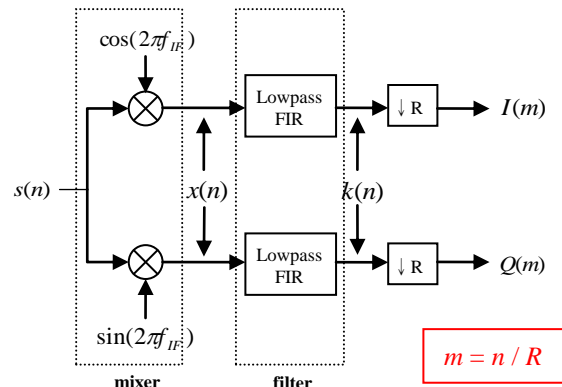 cos(2πf_IF)
Lowpass
FIR
↓ R
I(m)
s(n)
x(n)
k(n)
Lowpass
FIR
↓ R
Q(m)
sin(2πf_IF)
m = n / R
mixer
filter